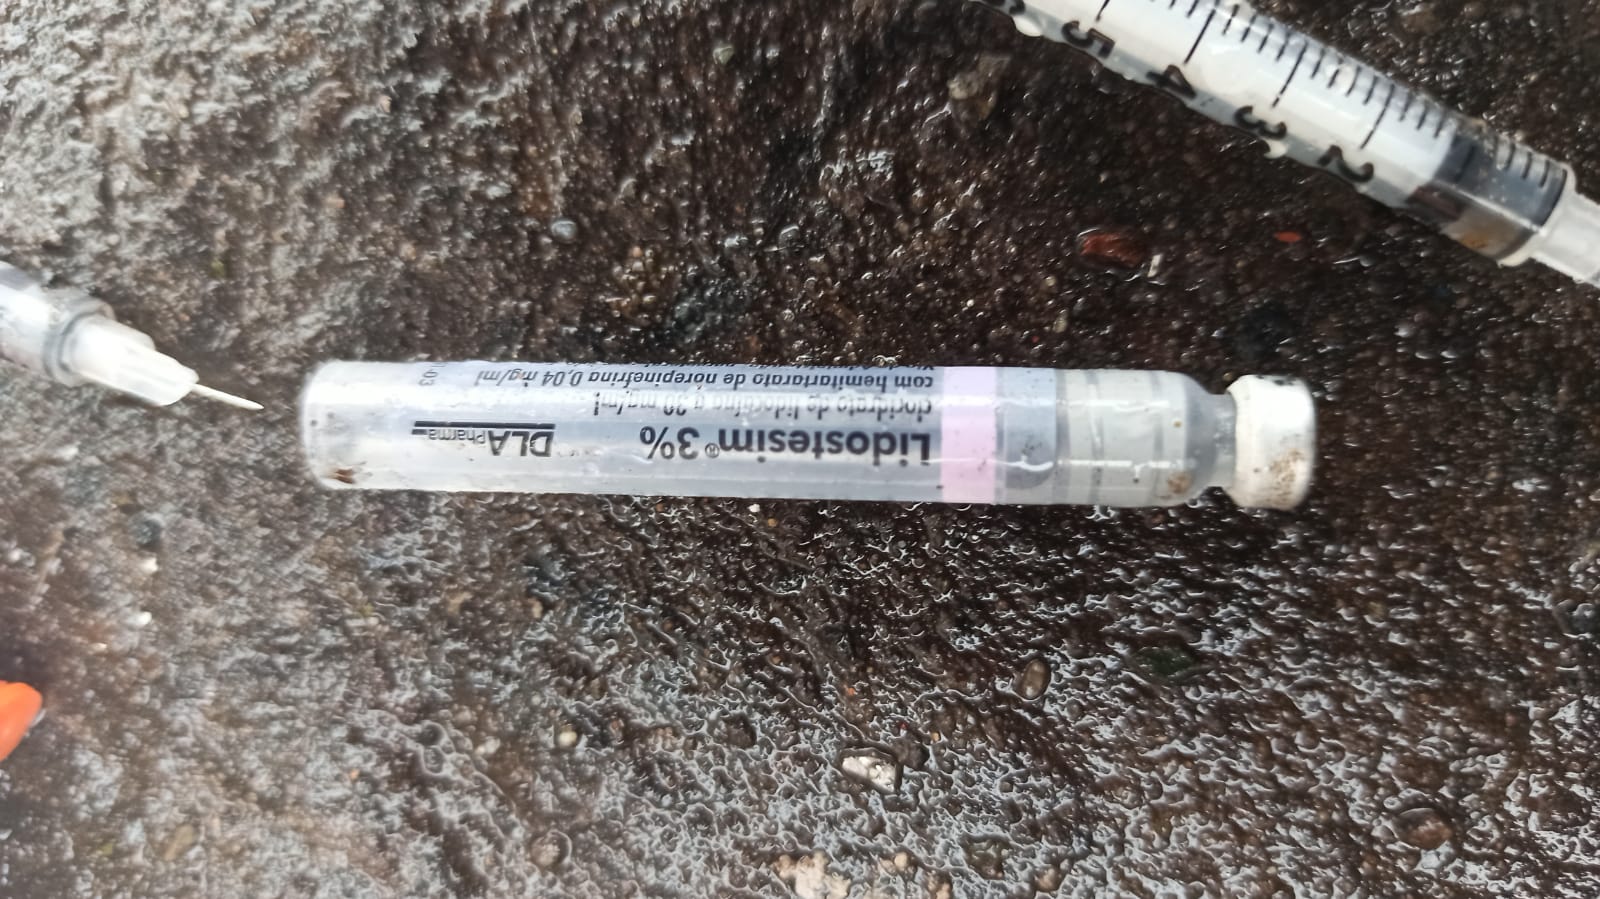 Lidostesim® 3%
cloridrato de lidocaína a 30 mg/ml
com hemitartarato de norepinefrina 0,04 mg/ml
DLA Pharma
5
4
3
2